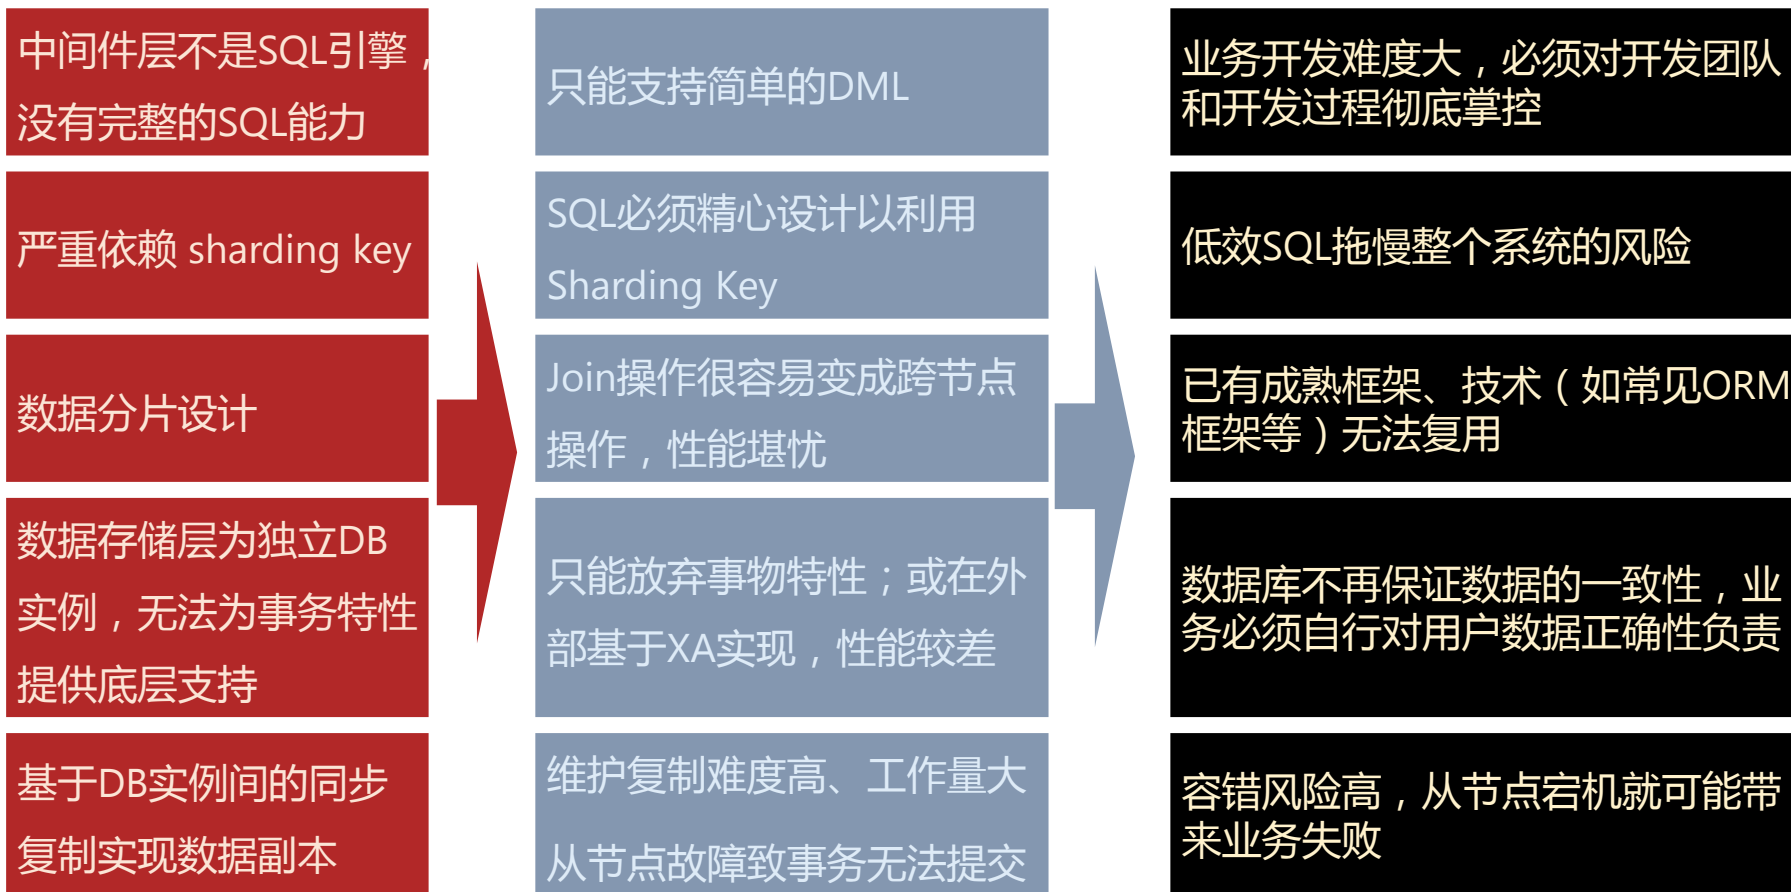 中间件层不是SQL引擎，
没有完整的SQL能力
只能支持简单的DML
业务开发难度大，必须对开发团队
和开发过程彻底掌控
严重依赖 sharding key
SQL必须精心设计以利用
Sharding Key
低效SQL拖慢整个系统的风险
数据分片设计
Join操作很容易变成跨节点
操作，性能堪忧
已有成熟框架、技术（如常见ORM
框架等）无法复用
数据存储层为独立DB
实例，无法为事务特性
提供底层支持
只能放弃事物特性；或在外
部基于XA实现，性能较差
数据库不再保证数据的一致性，业
务必须自行对用户数据正确性负责
基于DB实例间的同步
复制实现数据副本
维护复制难度高、工作量大
从节点故障致事务无法提交
容错风险高，从节点宕机就可能带
来业务失败